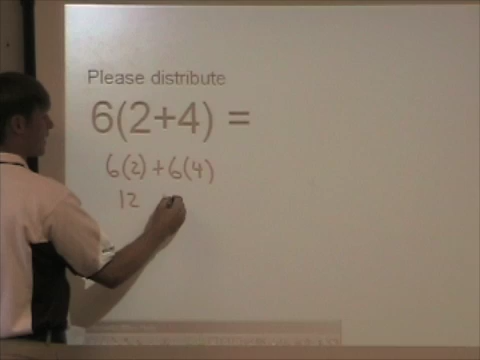 Please distribute
6(2+4) =
6(2)+6(4)
12